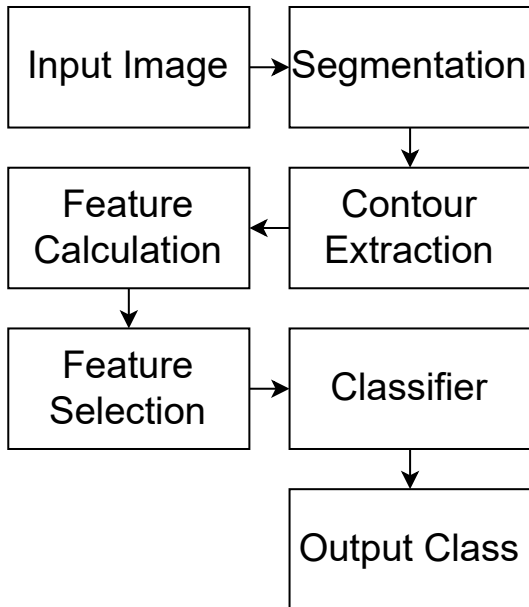 Input Image
Segmentation
Contour
Extraction
Feature
Calculation
Feature
Selection
Classifier
Output Class